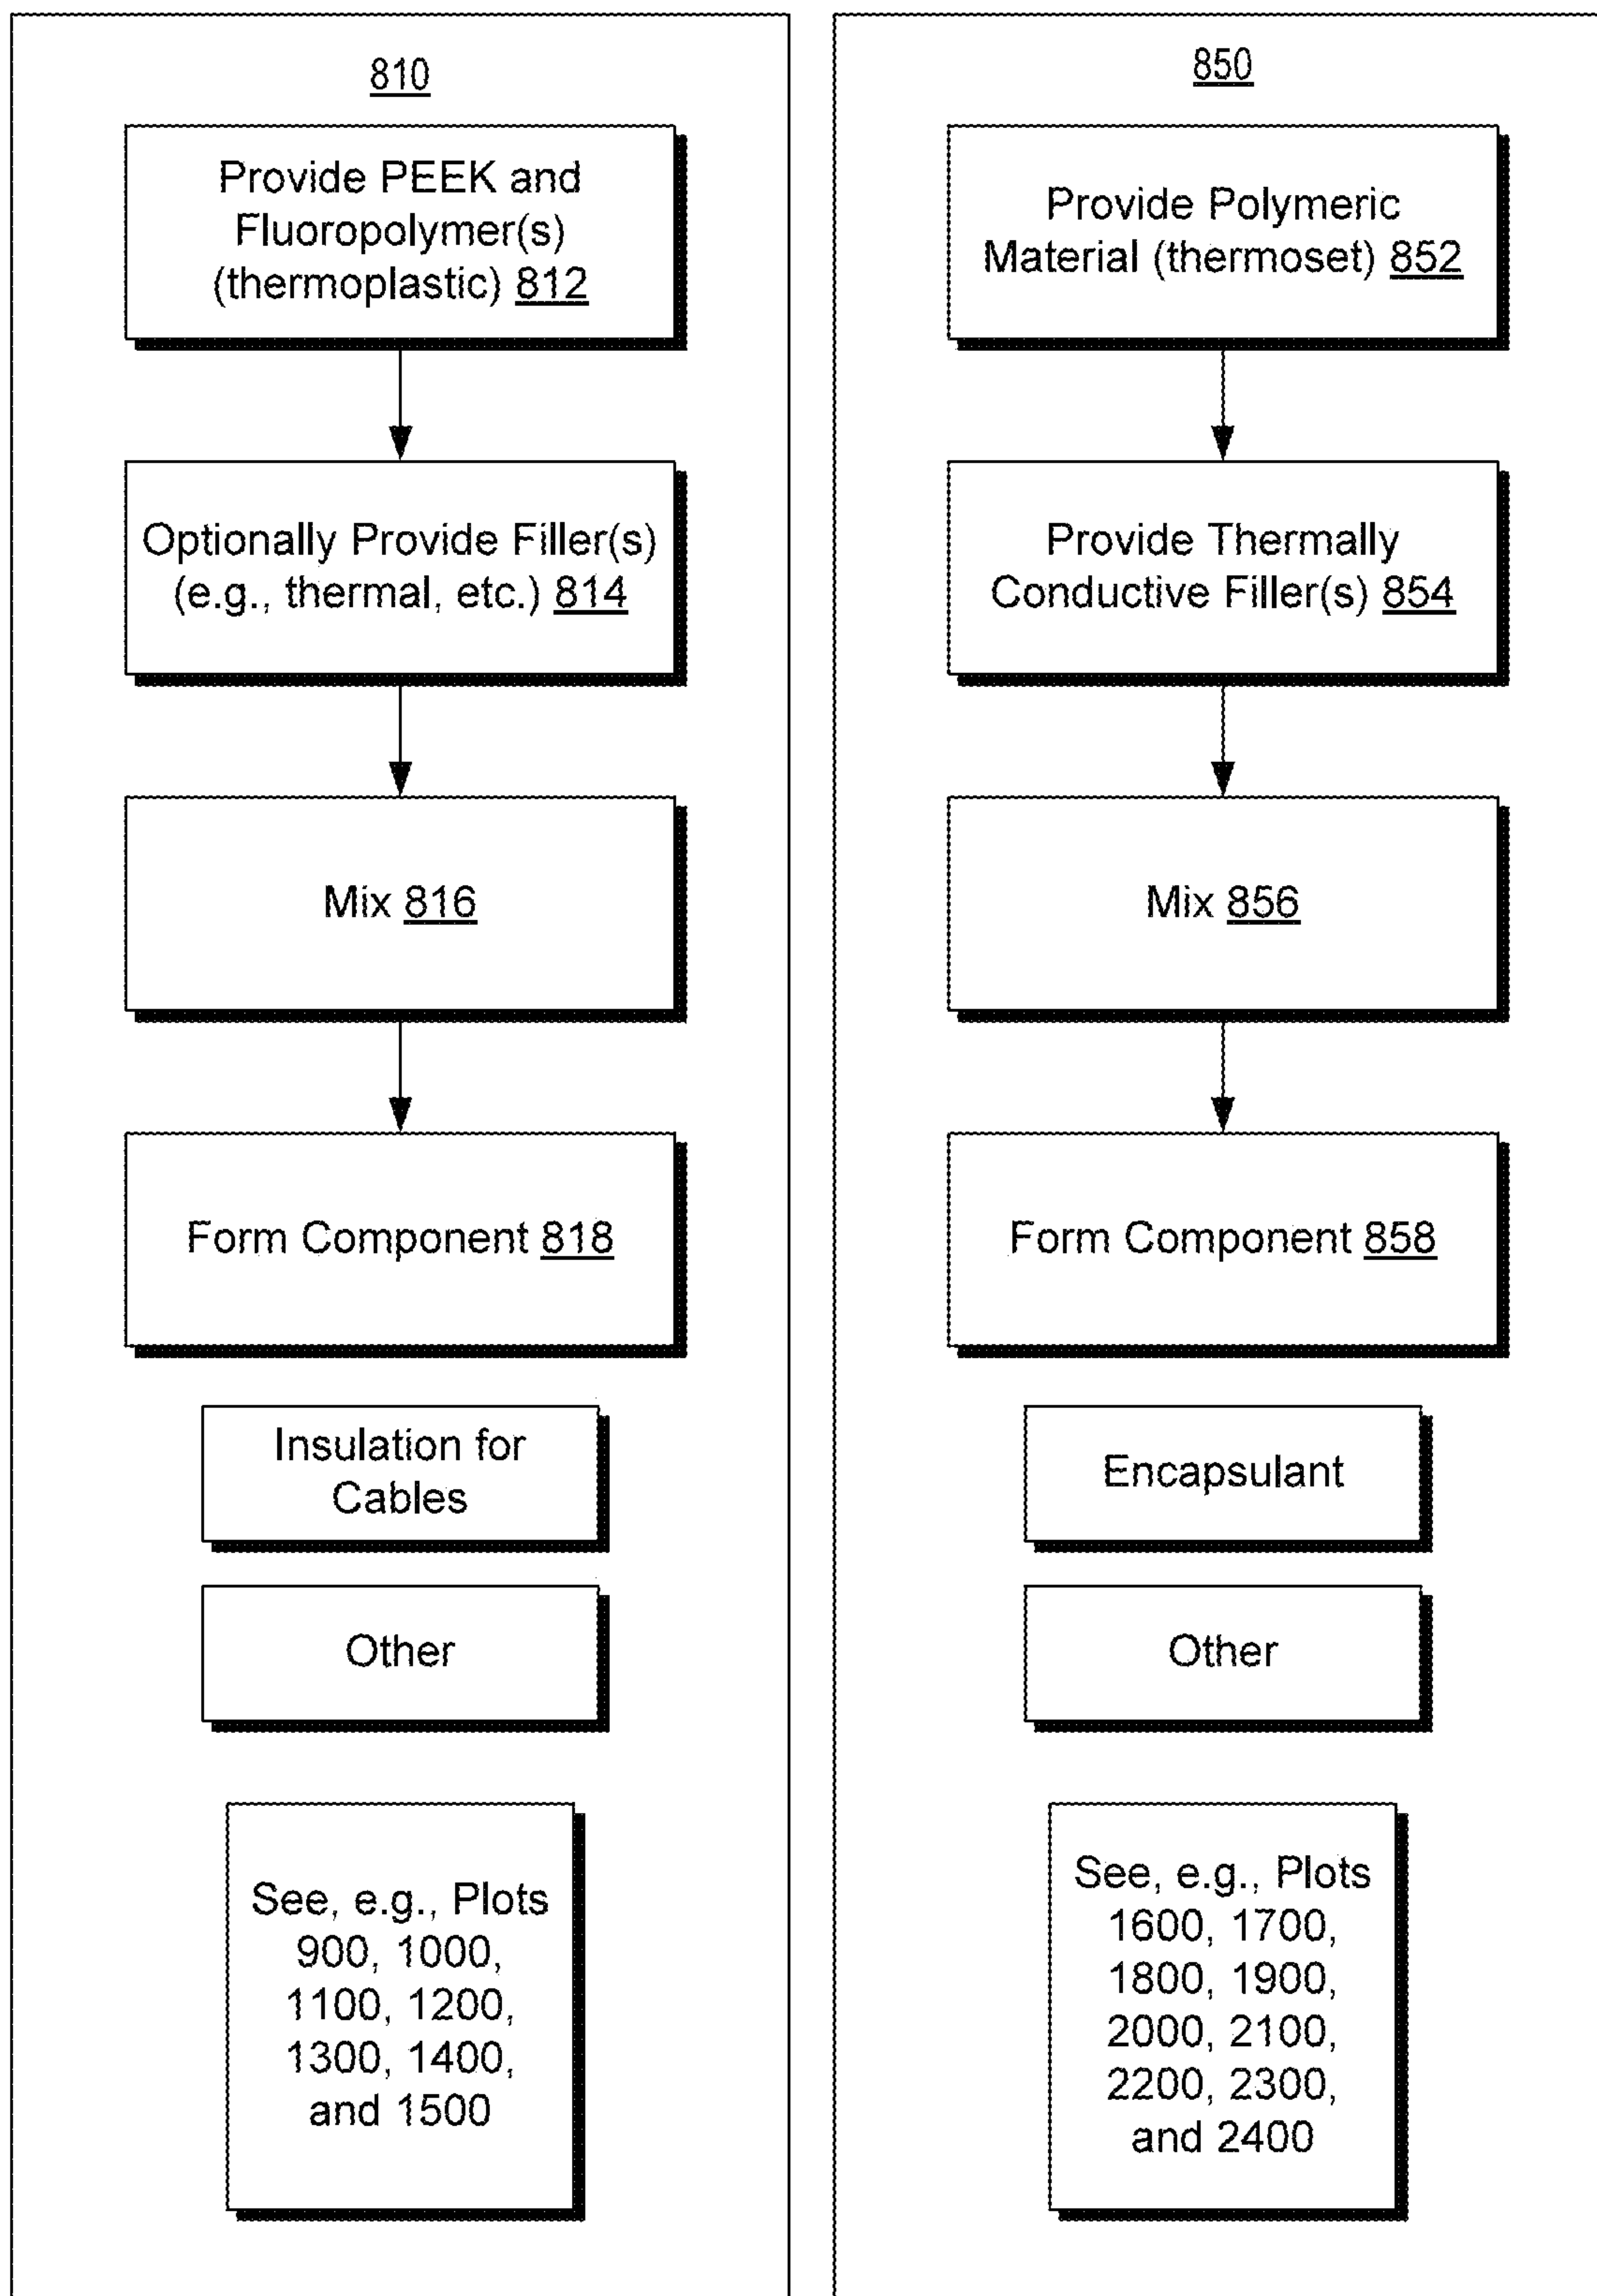 810
Provide PEEK and
Fluoropolymer(s)
(thermoplastic) 812
Optionally Provide Filler(s)
(e.g., thermal, etc.) 814
Mix 816
Form Component 818
Insulation for
Cables
Other
See, e.g., Plots
900, 1000,
1100, 1200,
1300, 1400,
and 1500
850
Provide Polymeric
Material (thermoset) 852
Provide Thermally
Conductive Filler(s) 854
Mix 856
Form Component 858
Encapsulant
Other
See, e.g., Plots
1600, 1700,
1800, 1900,
2000, 2100,
2200, 2300,
and 2400